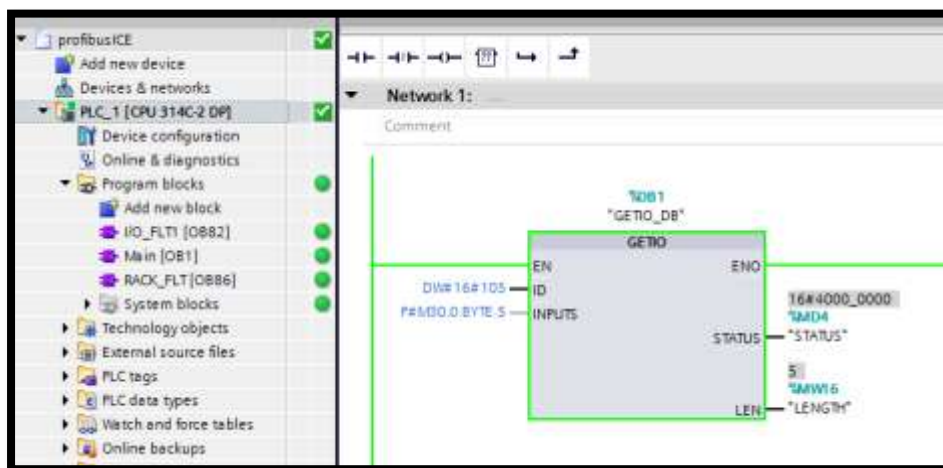 profibusICE
Add new device
Devices & networks
PLC_1 [CPU 314C-2 DP]
Device configuration
Online & diagnostics
Program blocks
Add new block
I/O_FLT1 [OB82]
Main [OB1]
RACK_FLT [OB86]
System blocks
Technology objects
External source files
PLC tags
PLC data types
Watch and force tables
Online backups
??
Network 1:
Comment
%DB1
"GETIO_DB"
GETIO
EN ENO
DW#16#105 ID
P#M30.0 BYTE 5 INPUTS
16#4000_0000
%MD4
STATUS "STATUS"
5
%MW16
LEN "LENGTH"